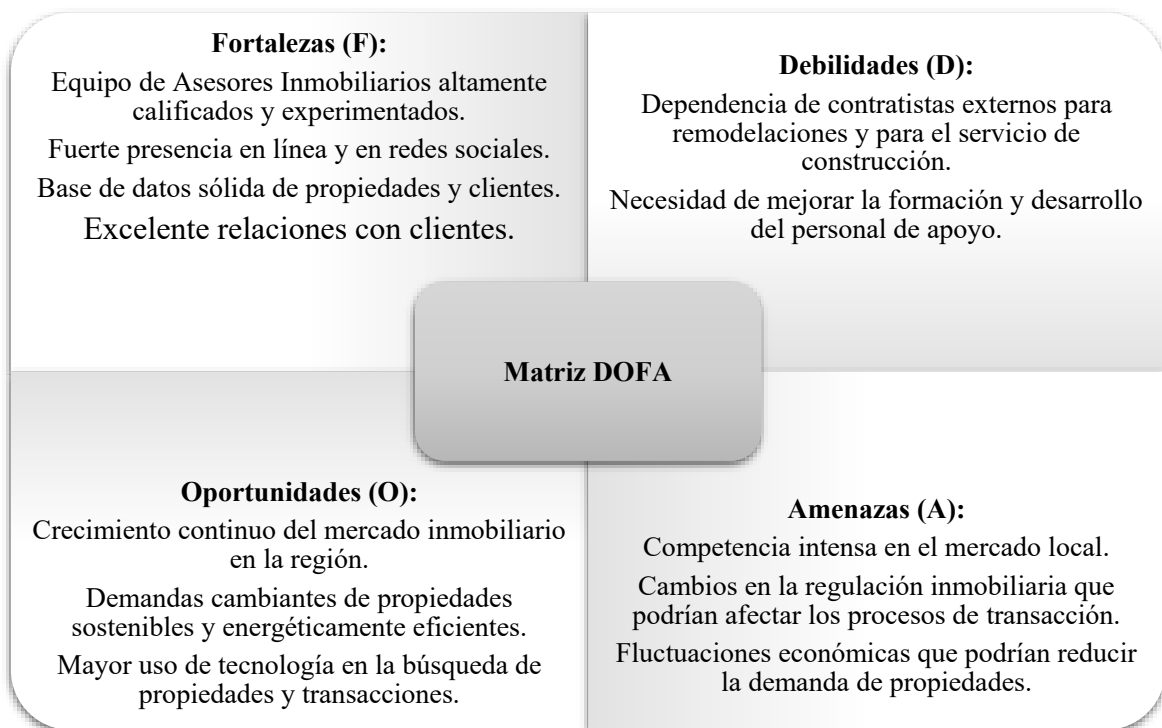 Fortalezas (F):
Equipo de Asesores Inmobiliarios altamente
calificados y experimentados.
Fuerte presencia en línea y en redes sociales.
Base de datos sólida de propiedades y clientes.
Excelente relaciones con clientes.
Debilidades (D):
Dependencia de contratistas externos para
remodelaciones y para el servicio de
construcción.
Necesidad de mejorar la formación y desarrollo
del personal de apoyo.
Matriz DOFA
Oportunidades (O):
Crecimiento continuo del mercado inmobiliario
en la región.
Demandas cambiantes de propiedades
sostenibles y energéticamente eficientes.
Mayor uso de tecnología en la búsqueda de
propiedades y transacciones.
Amenazas (A):
Competencia intensa en el mercado local.
Cambios en la regulación inmobiliaria que
podrían afectar los procesos de transacción.
Fluctuaciones económicas que podrían reducir
la demanda de propiedades.